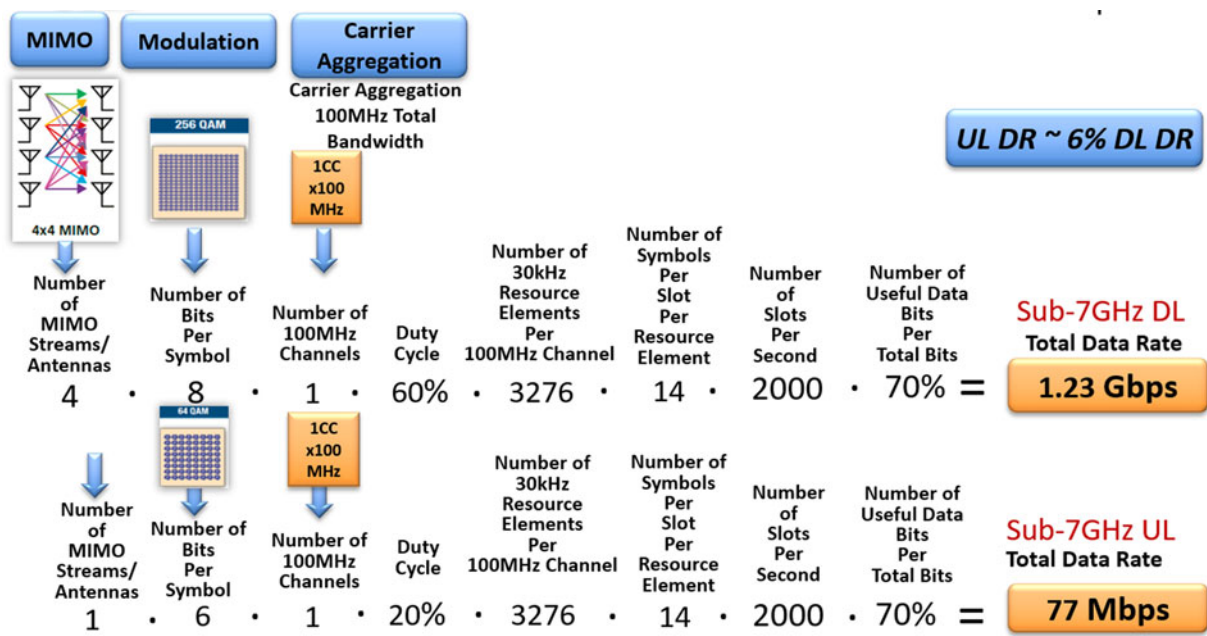 MIMO
Modulation
Carrier
Aggregation
Carrier Aggregation
100MHz Total
Bandwidth
256 QAM
1CC
x100
MHz
4x4 MIMO
UL DR ~ 6% DL DR
Number
of
MIMO
Streams/
Antennas
Number of
Bits
Per
Symbol
Number of
100MHz
Channels
Duty
Cycle
Number of
30kHz
Resource
Elements
Per
100MHz Channel
Number of
Symbols
Per
Slot
Per
Resource
Element
Number
of
Slots
Per
Second
Number of
Useful Data
Bits
Per
Total Bits
Sub-7GHz DL
Total Data Rate
4 · 8 · 1 · 60% · 3276 · 14 · 2000 · 70% = 1.23 Gbps
64 QAM
1CC
x100
MHz
Number
of
MIMO
Streams/
Antennas
Number of
Bits
Per
Symbol
Number of
100MHz
Channels
Duty
Cycle
Number of
30kHz
Resource
Elements
Per
100MHz Channel
Number of
Symbols
Per
Slot
Per
Resource
Element
Number
of
Slots
Per
Second
Number of
Useful Data
Bits
Per
Total Bits
Sub-7GHz UL
Total Data Rate
1 · 6 · 1 · 20% · 3276 · 14 · 2000 · 70% = 77 Mbps